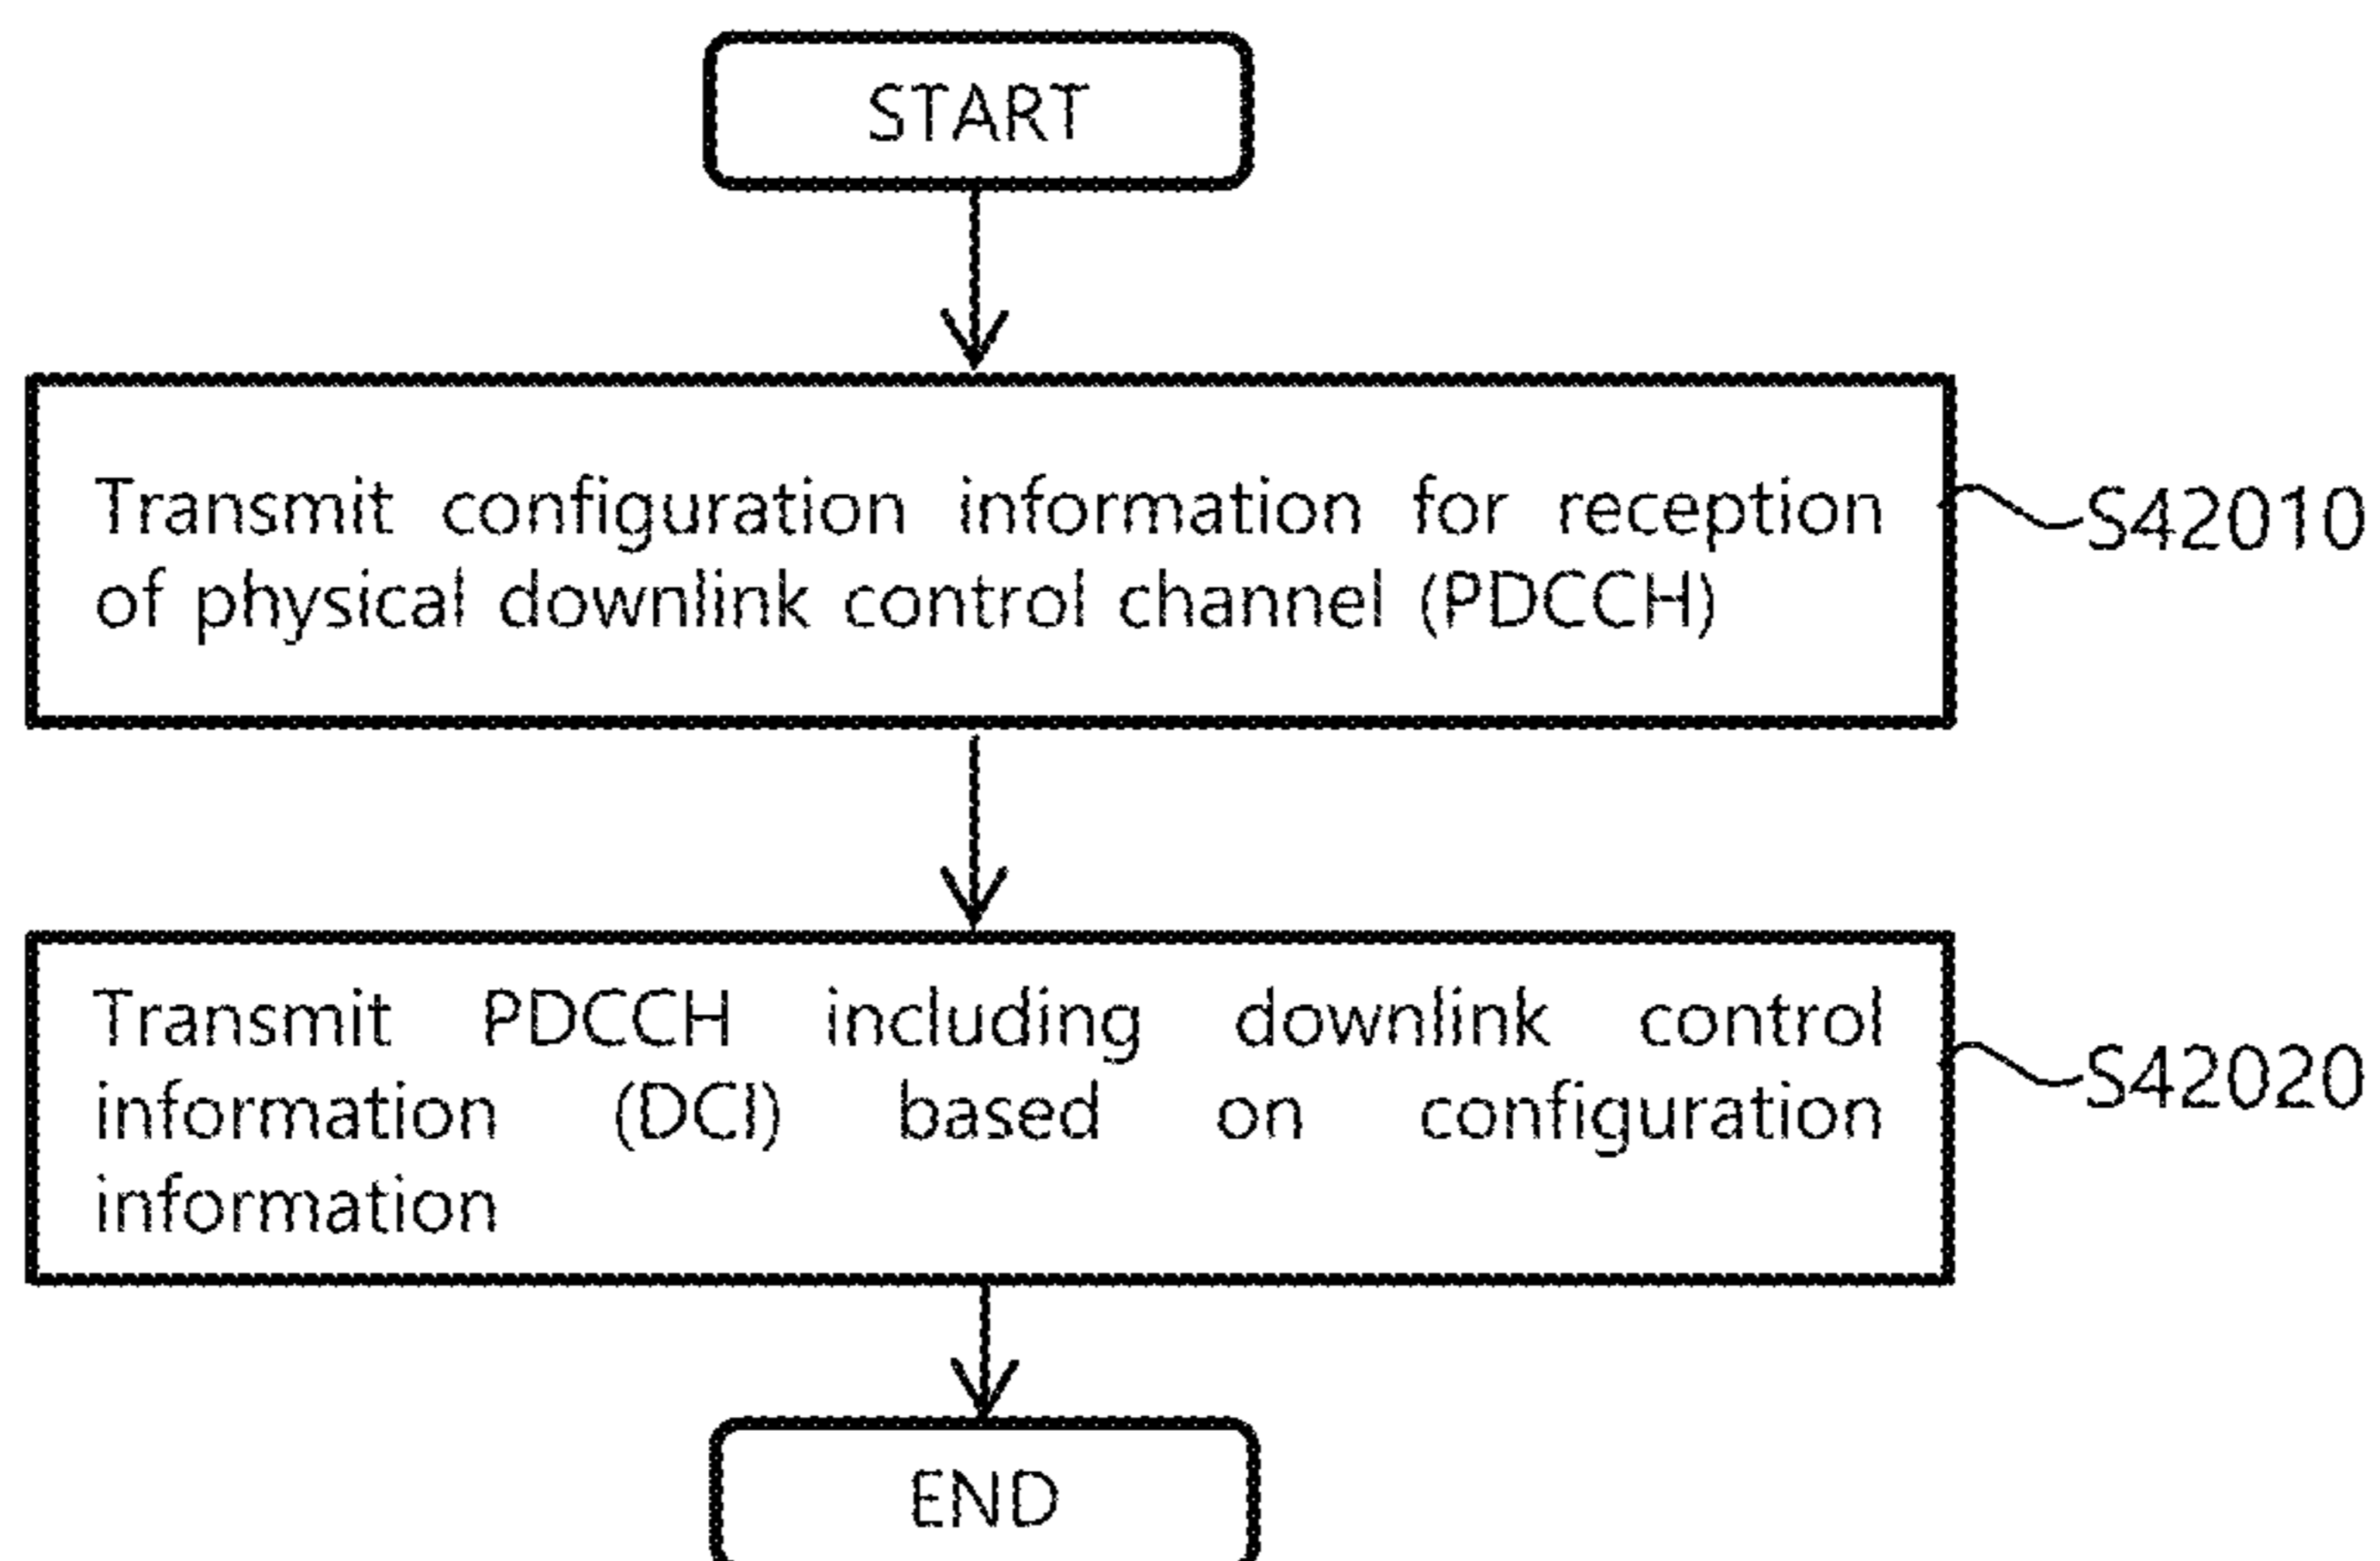 START
Transmit configuration information for reception
of physical downlink control channel (PDCCH)
S42010
Transmit PDCCH including downlink control
information (DCI) based on configuration
information
S42020
END